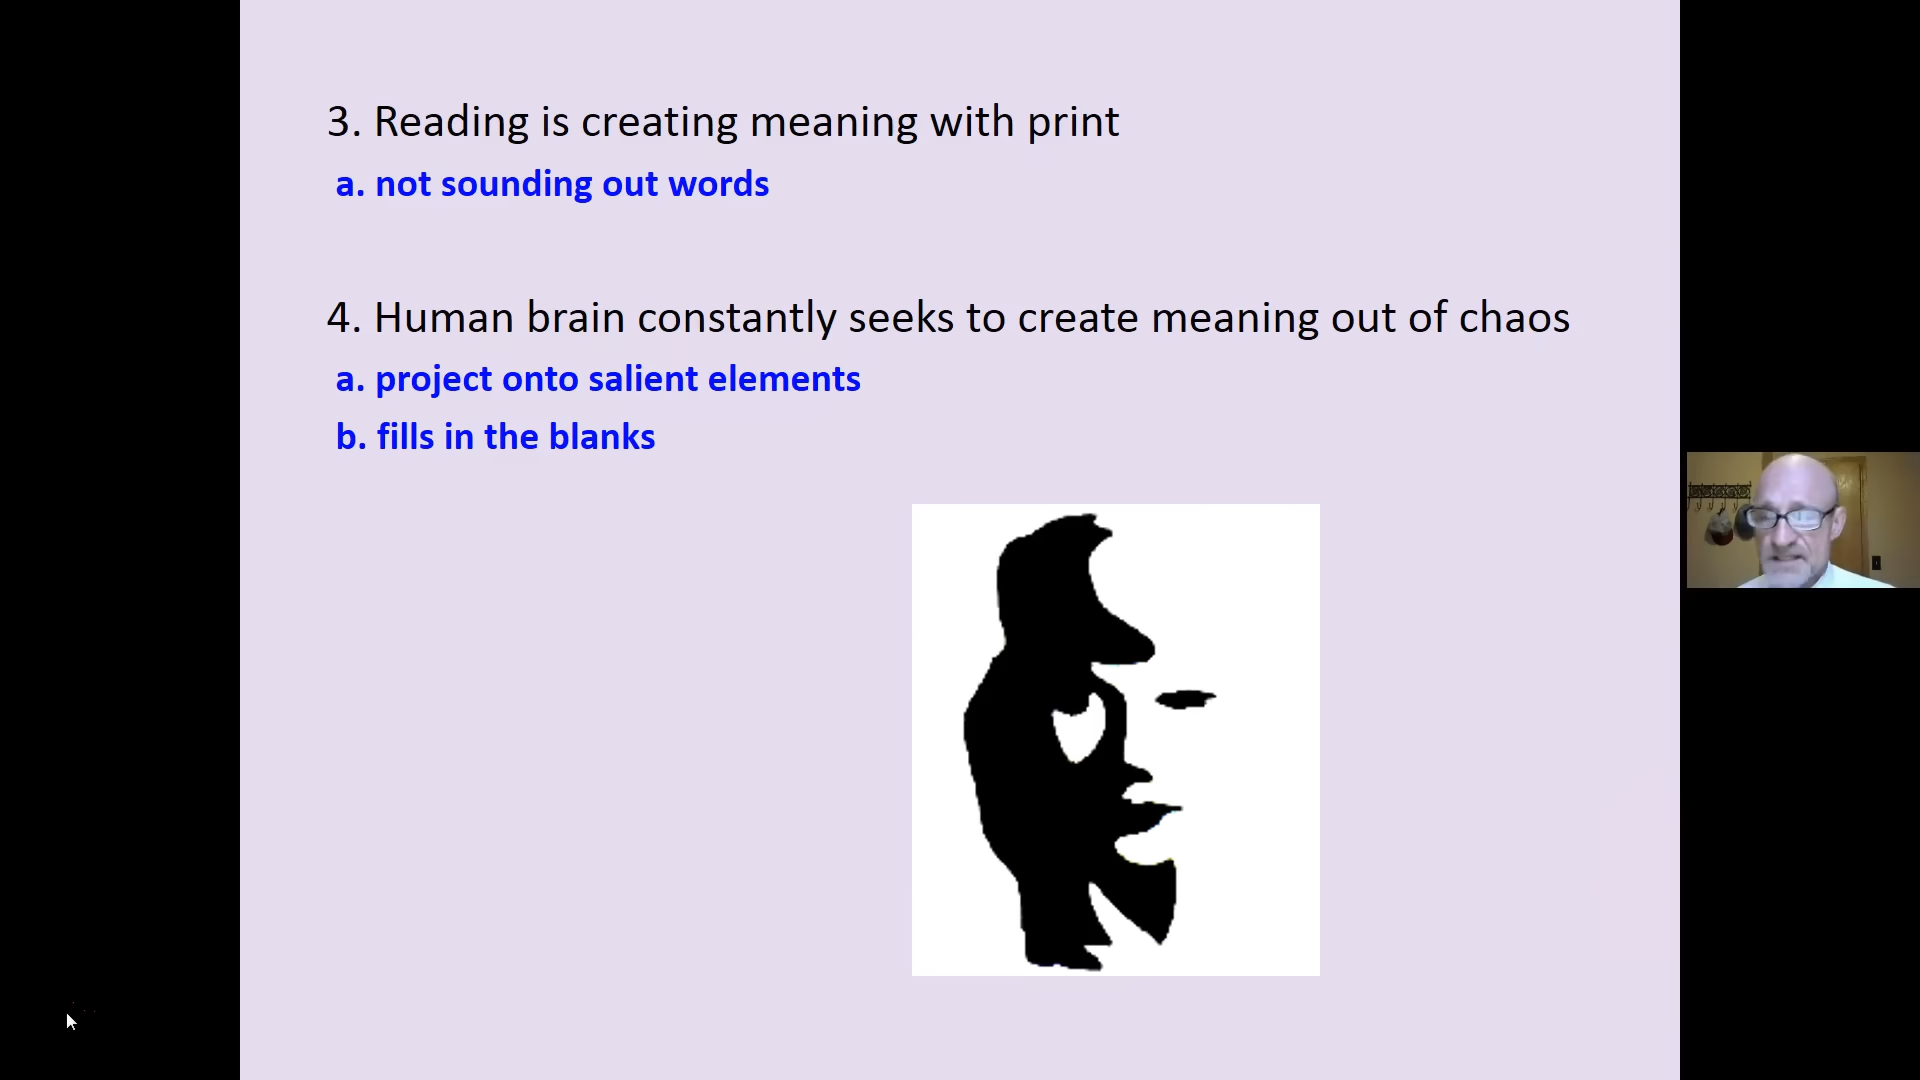 3. Reading is creating meaning with print
a. not sounding out words
4. Human brain constantly seeks to create meaning out of chaos
a. project onto salient elements
b. fills in the blanks